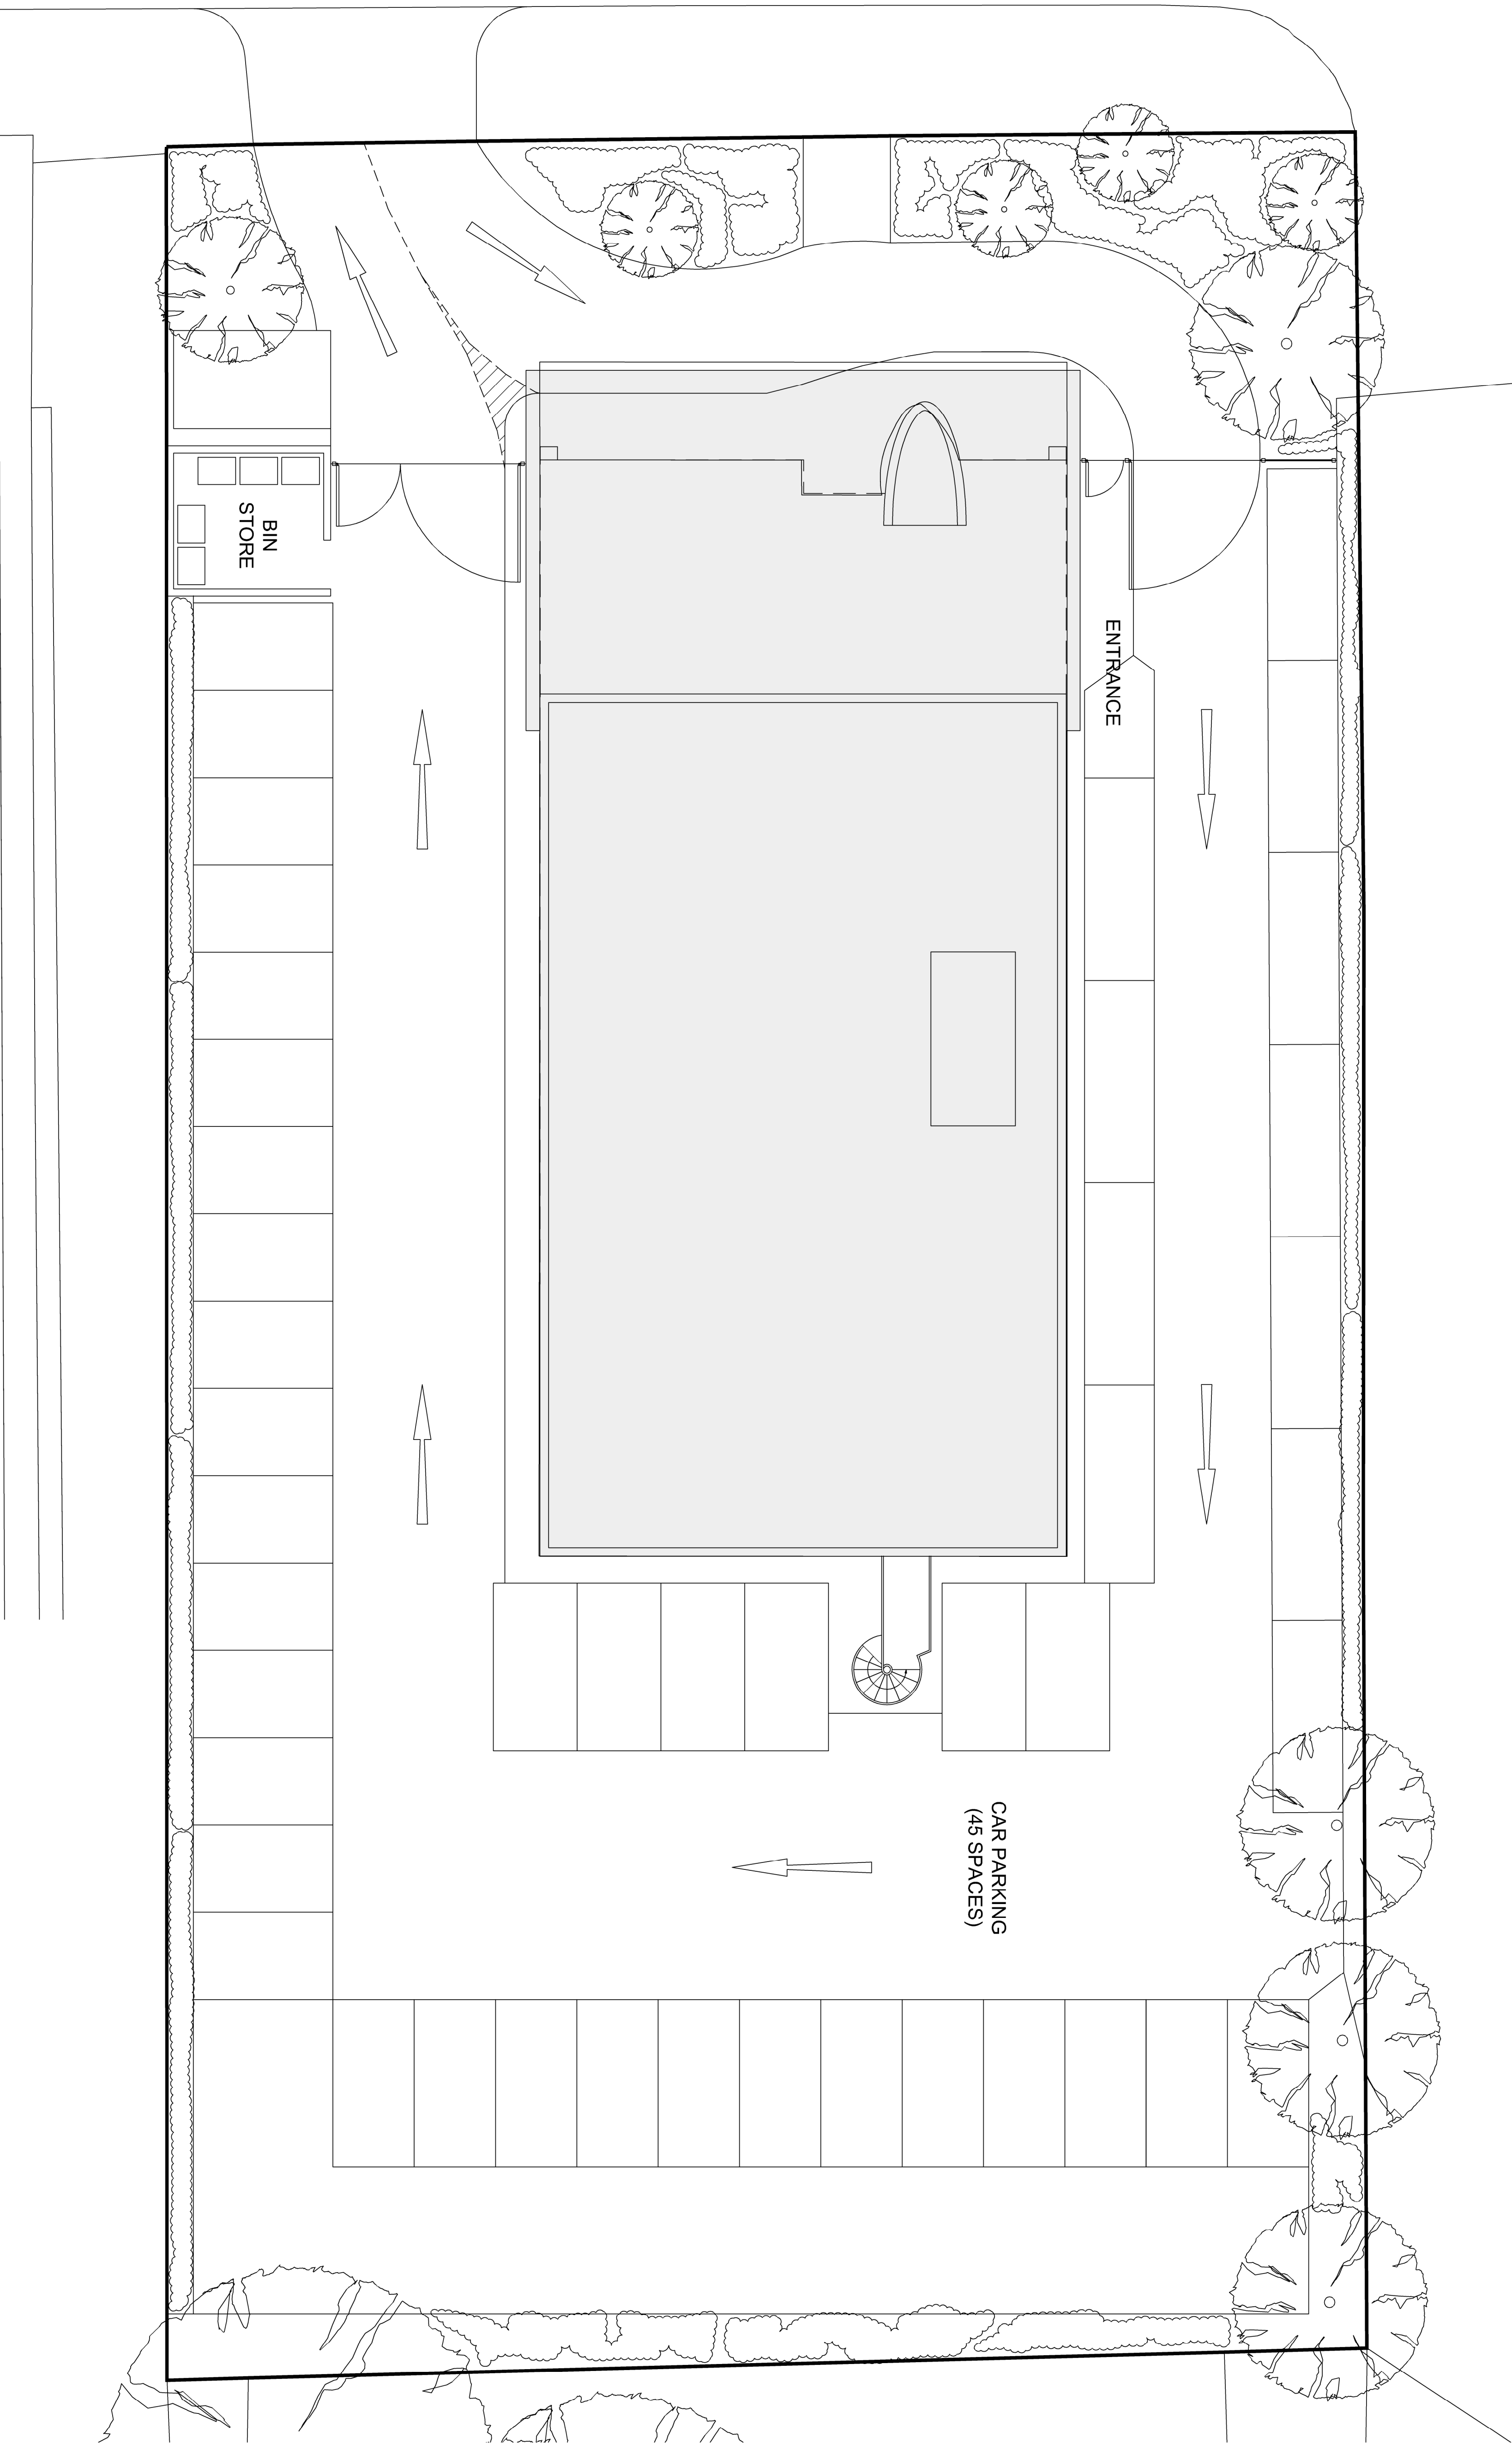 BIN
STORE
ENTRANCE
CAR PARKING
(45 SPACES)